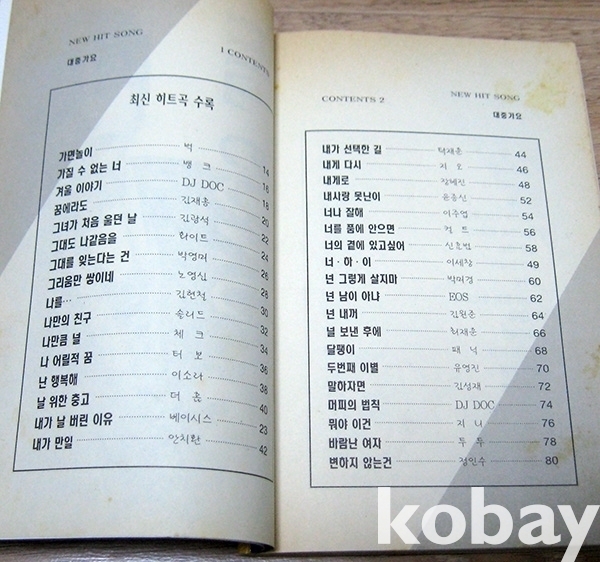 NEW HIT SONG 1 CONTENTS
대중가요
최신 히트곡 수록
가면놀이 벅 14
가질 수 없는 너 뱅크 16
겨울 이야기 DJ DOC 18
꿈에라도 김재홍 20
그녀가 처음 울던 날 김광석 22
그대도 나같음을 화이트 24
그대를 잊는다는 건 박영미 26
그리움만 쌓이네 노영심 28
나를… 김현철 30
나만의 친구 솔리드 32
나만큼 널 체크 34
나 어릴적 꿈 터보 36
난 행복해 이소라 38
날 위한 충고 더 40
내가 날 버린 이유 베이시스 23
내가 만일 안치환 42
CONTENTS 2 NEW HIT SONG
대중가요
내가 선택한 길 덕재훈 44
내게 다시 지오 46
내게로 장혜진 48
내사랑 못난이 윤종신 52
너나 잘해 이주엽 54
너를 품에 안으면 컬트 56
너의 곁에 있고싶어 신효범 58
너·하·이 이세창 49
넌 그렇게 살지마 박미경 60
넌 남이 아냐 EOS 62
넌 내꺼 김원준 64
널 보낸 후에 최재훈 66
달팽이 패닉 68
두번째 이별 유영진 70
말하자면 김성재 72
머피의 법칙 DJ DOC 74
뭐야 이건 지니 76
바람난 여자 두두 78
변하지 않는건 정인수 80
kobay